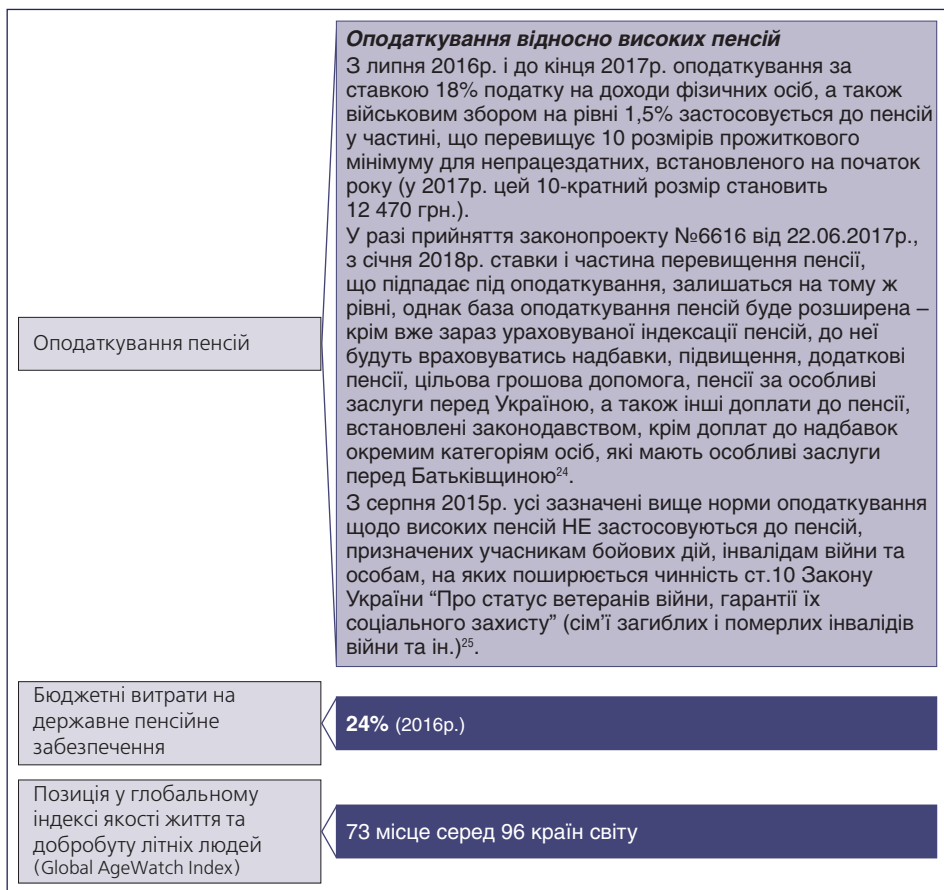 Оподаткування пенсій
Оподаткування відносно високих пенсій
З липня 2016р. і до кінця 2017р. оподаткування за
ставкою 18% податку на доходи фізичних осіб, а також
військовим збором на рівні 1,5% застосовується до пенсій
у частині, що перевищує 10 розмірів прожиткового
мінімуму для непрацездатних, встановленого на початок
року (у 2017р. цей 10-кратний розмір становить
12 470 грн.).
У разі прийняття законопроекту №6616 від 22.06.2017р.,
з січня 2018р. ставки і частина перевищення пенсії,
що підпадає під оподаткування, залишаться на тому ж
рівні, однак база оподаткування пенсій буде розширена –
крім вже зараз ураховуваної індексації пенсій, до неї
будуть враховуватись надбавки, підвищення, додаткові
пенсії, цільова грошова допомога, пенсії за особливі
заслуги перед Україною, а також інші доплати до пенсії,
встановлені законодавством, крім доплат до надбавок
окремим категоріям осіб, які мають особливі заслуги
перед Батьківщиною24.
З серпня 2015р. усі зазначені вище норми оподаткування
щодо високих пенсій НЕ застосовуються до пенсій,
призначених учасникам бойових дій, інвалідам війни та
особам, на яких поширюється чинність ст.10 Закону
України “Про статус ветеранів війни, гарантії їх
соціального захисту” (сім’ї загиблих і померлих інвалідів
війни та ін.)25.
Бюджетні витрати на
державне пенсійне
забезпечення
24% (2016р.)
Позиція у глобальному
індексі якості життя та
добробуту літніх людей
(Global AgeWatch Index)
73 місце серед 96 країн світу